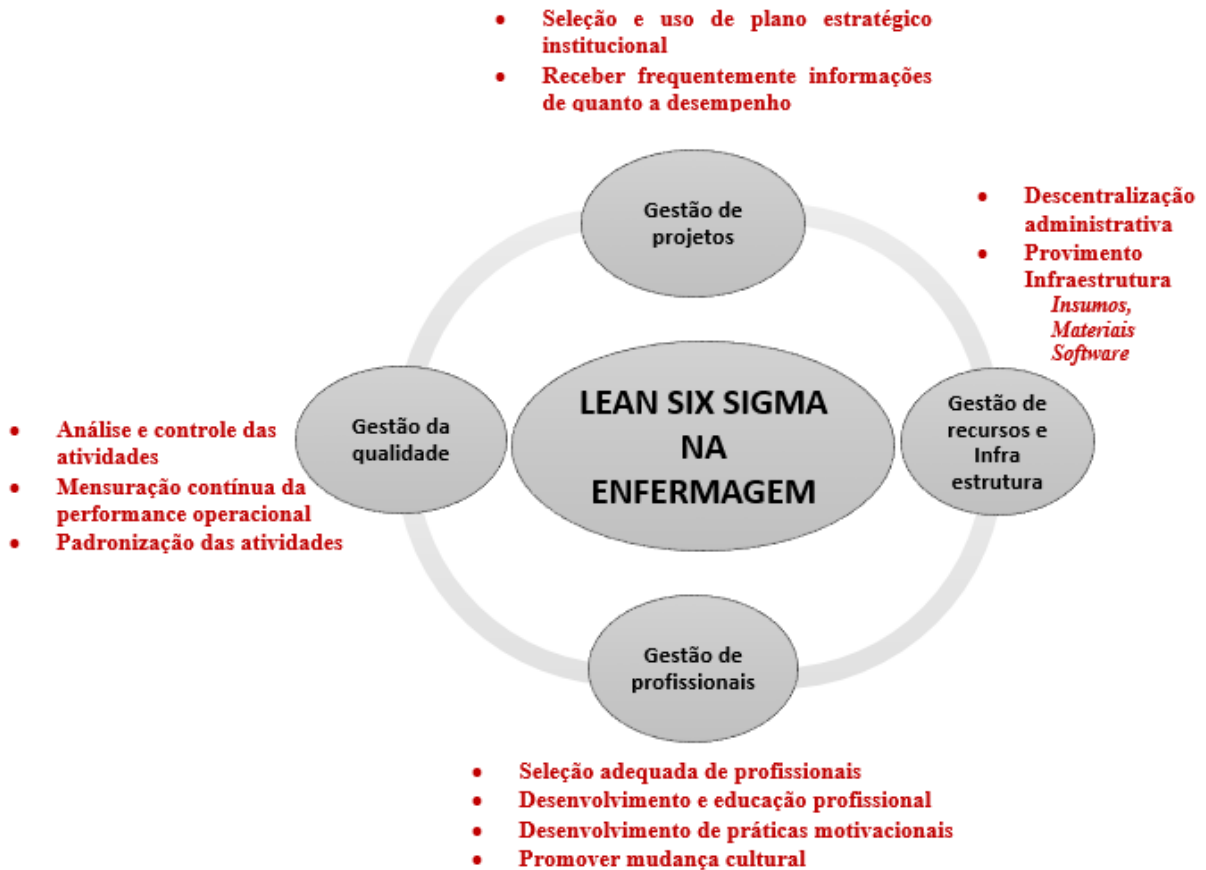 • Seleção e uso de plano estratégico
institucional
• Receber frequentemente informações
de quanto a desempenho
Gestão de
projetos
• Descentralização
administrativa
• Provimento
Infraestrutura
Insumos,
Materiais
Software
LEAN SIX SIGMA
NA
ENFERMAGEM
Gestão de
recursos e
Infra
estrutura
Gestão da
qualidade
• Análise e controle das
atividades
• Mensuração contínua da
performance operacional
• Padronização das atividades
Gestão de
profissionais
• Seleção adequada de profissionais
• Desenvolvimento e educação profissional
• Desenvolvimento de práticas motivacionais
• Promover mudança cultural